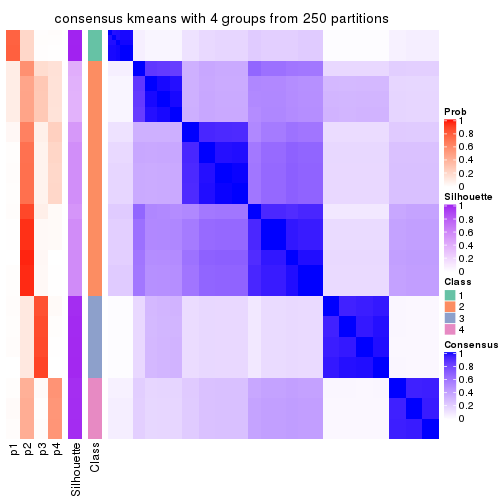 consensus kmeans with 4 groups from 250 partitions
Prob
1
0.8
0.6
0.4
0.2
0
Silhouette
1
0.8
0.6
0.4
0.2
0
Class
1
2
3
4
Consensus
1
0.8
0.6
0.4
0.2
0
p1
p2
p3
p4
Silhouette
Class